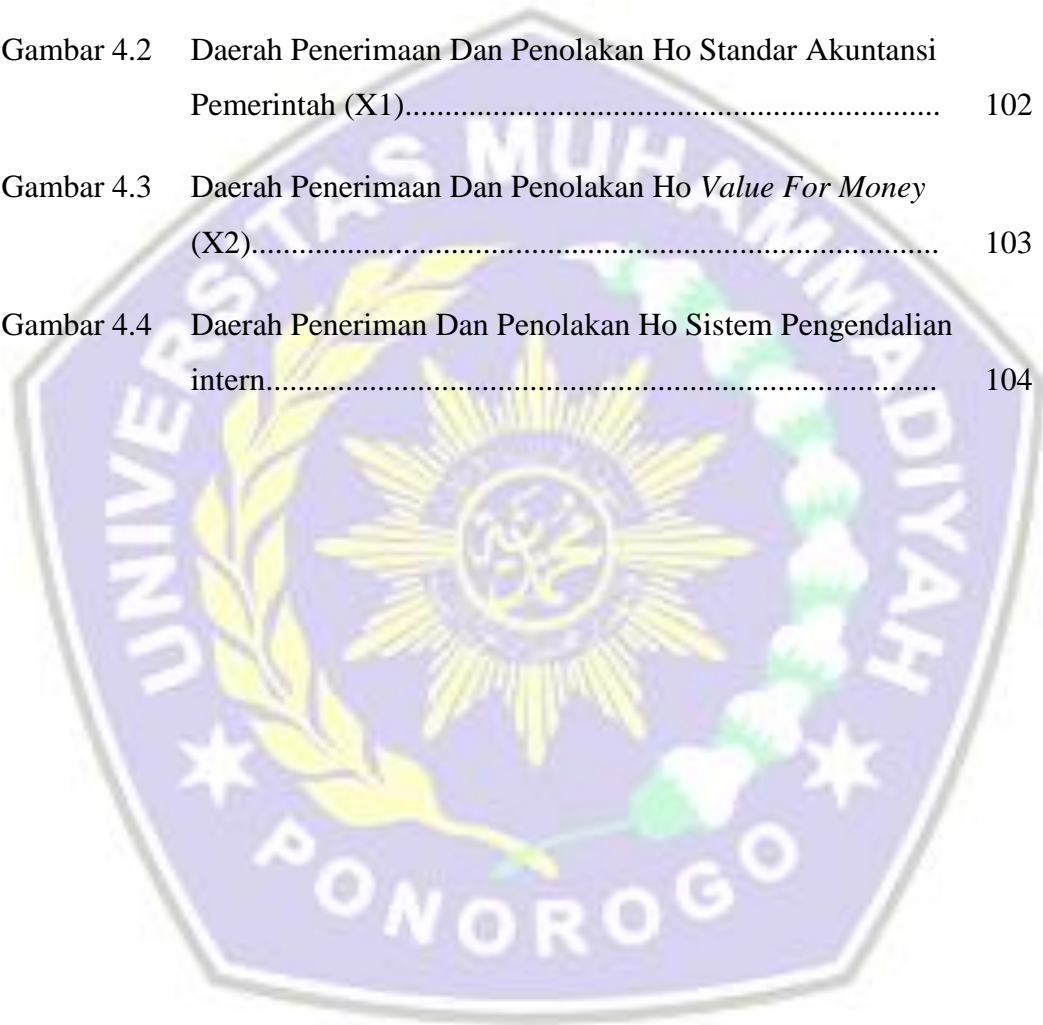 Gambar 4.2 Daerah Penerimaan Dan Penolakan Ho Standar Akuntansi
Pemerintah (X1).................................................................. 102
Gambar 4.3 Daerah Penerimaan Dan Penolakan Ho Value For Money
(X2)..................................................................................... 103
Gambar 4.4 Daerah Peneriman Dan Penolakan Ho Sistem Pengendalian
intern................................................................................... 104
UNIVERSITAS MUHAMMADIYAH
PONOROGO